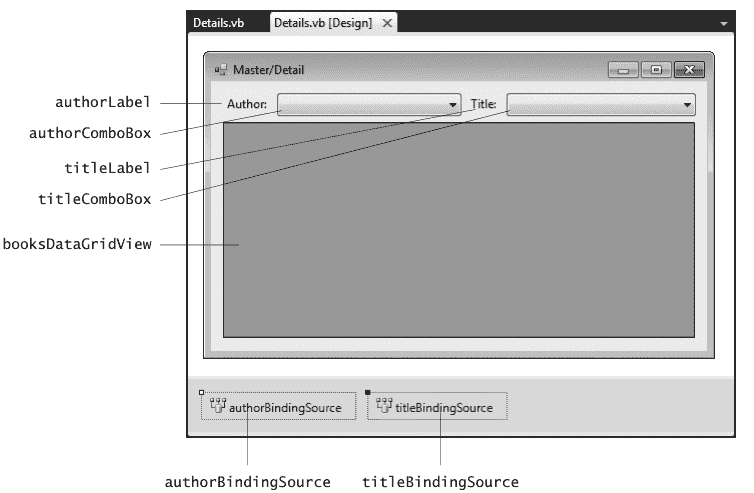 Details.vb
Details.vb [Design]
Master/Detail
authorLabel
Author:
Title:
authorComboBox
titleLabel
titleComboBox
booksDataGridView
authorBindingSource
titleBindingSource
authorBindingSource
titleBindingSource